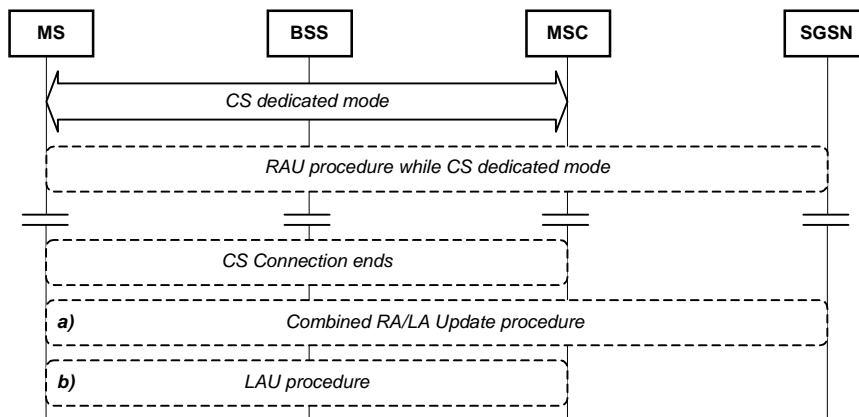 MS BSS MSC SGSN
CS dedicated mode
RAU procedure while CS dedicated mode
CS Connection ends
a) Combined RA/LA Update procedure
b) LAU procedure